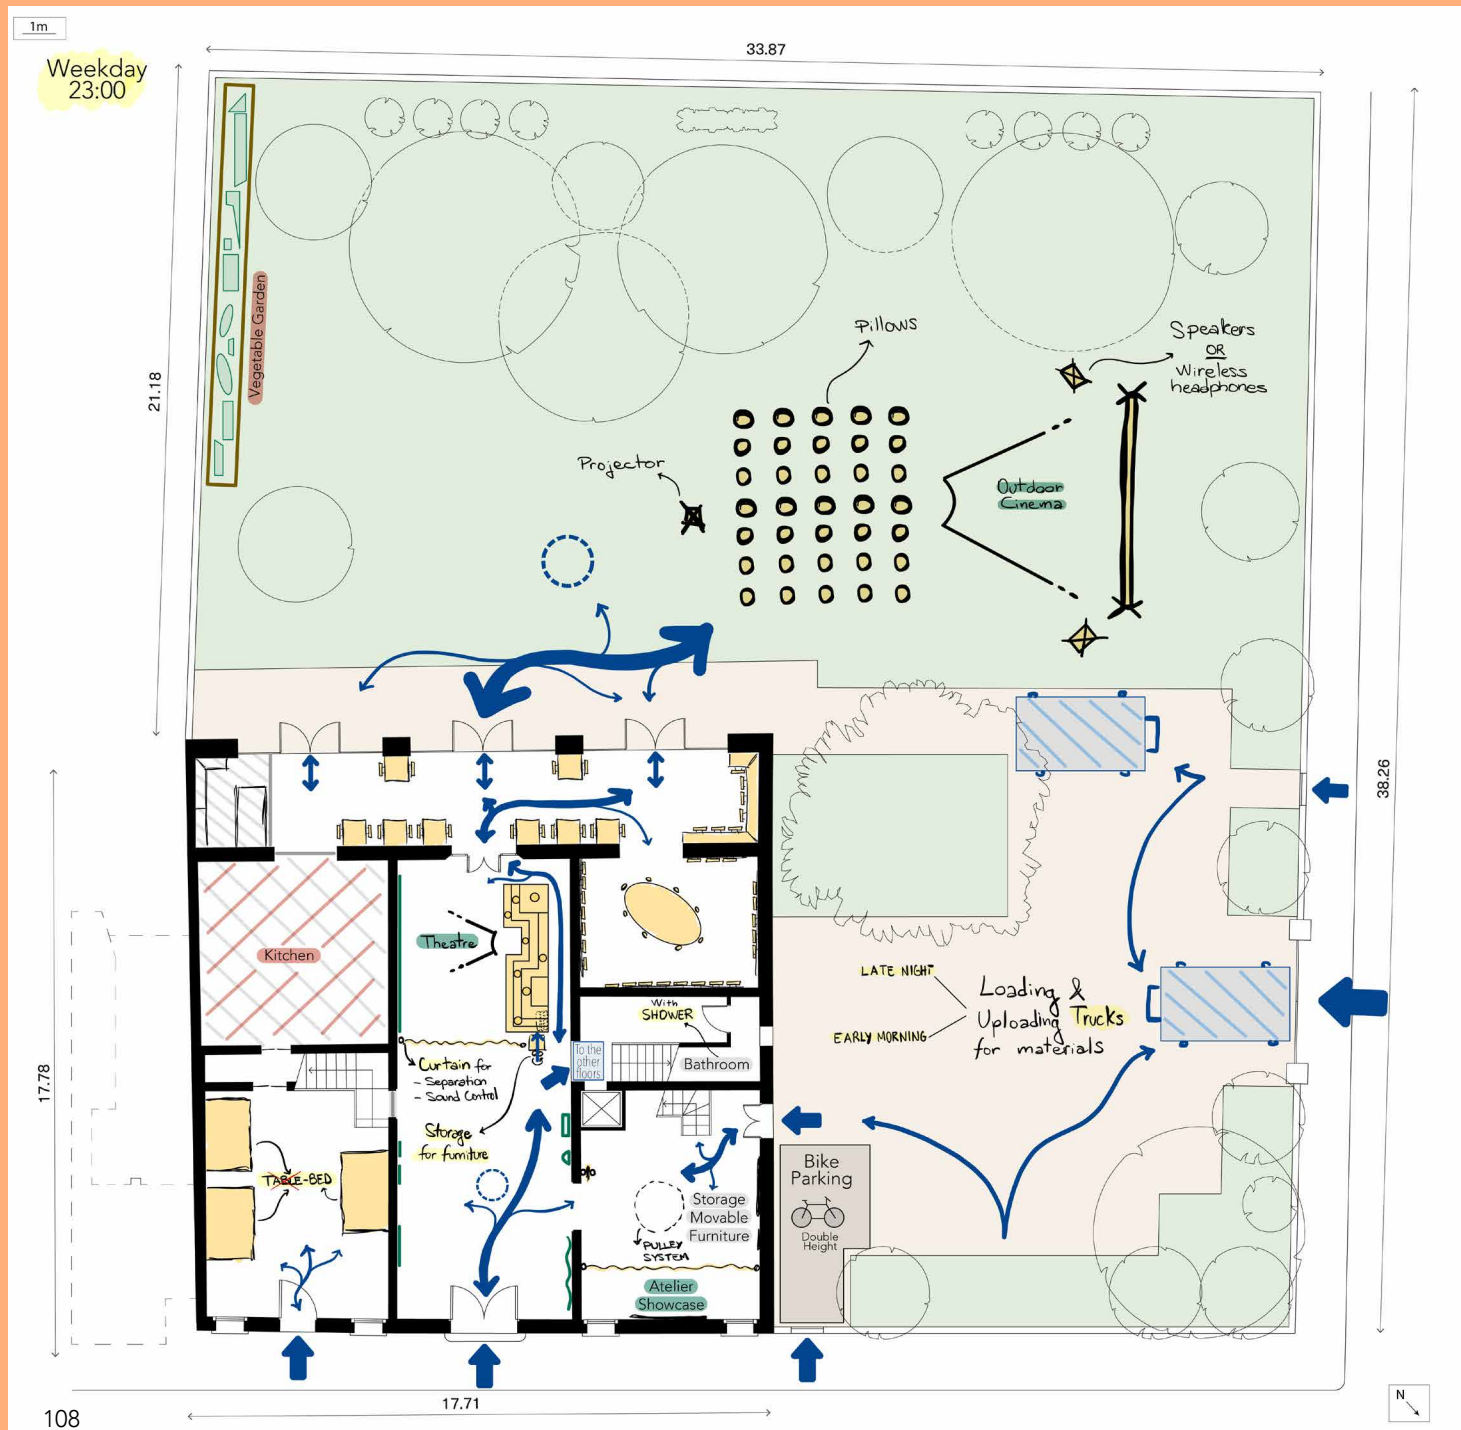 1m
Weekday
23:00
33.87
21.18
38.26
17.78
17.71
Vegetable Garden
Pillows
Speakers
OR
Wireless
headphones
Projector
Outdoor
Cinema
Kitchen
Theatre
With
SHOWER
Bathroom
To the
other
floors
Curtain for
- Separation
- Sound Control
Storage
for furniture
TABLE-BED
Storage
Movable
Furniture
PULLEY
SYSTEM
Atelier
Showcase
LATE NIGHT
EARLY MORNING
Loading &
Uploading Trucks
for materials
Bike
Parking
Double
Height
N
108